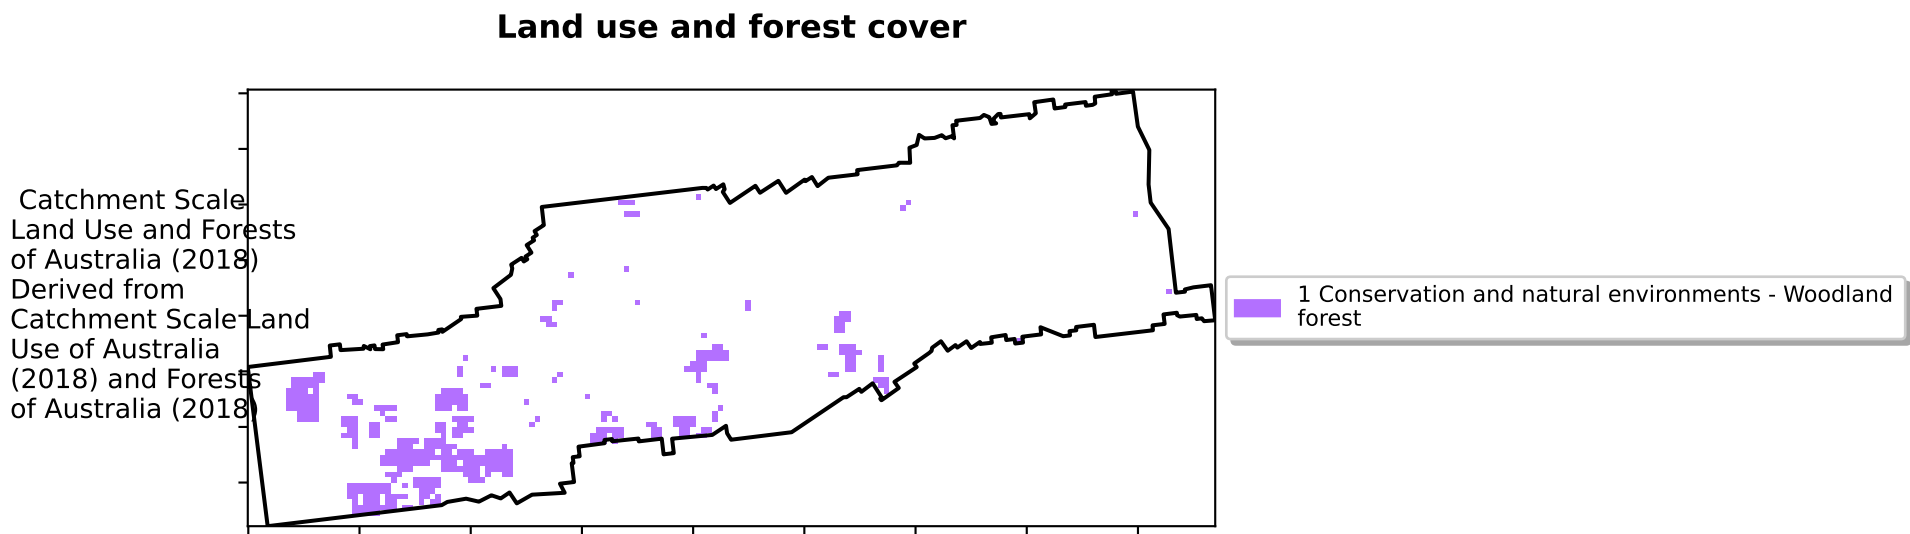 Land use and forest cover
Catchment Scale
Land Use and Forests
of Australia (2018)
Derived from
Catchment Scale Land
Use of Australia
(2018) and Forests
of Australia (2018)
1 Conservation and natural environments - Woodland
forest